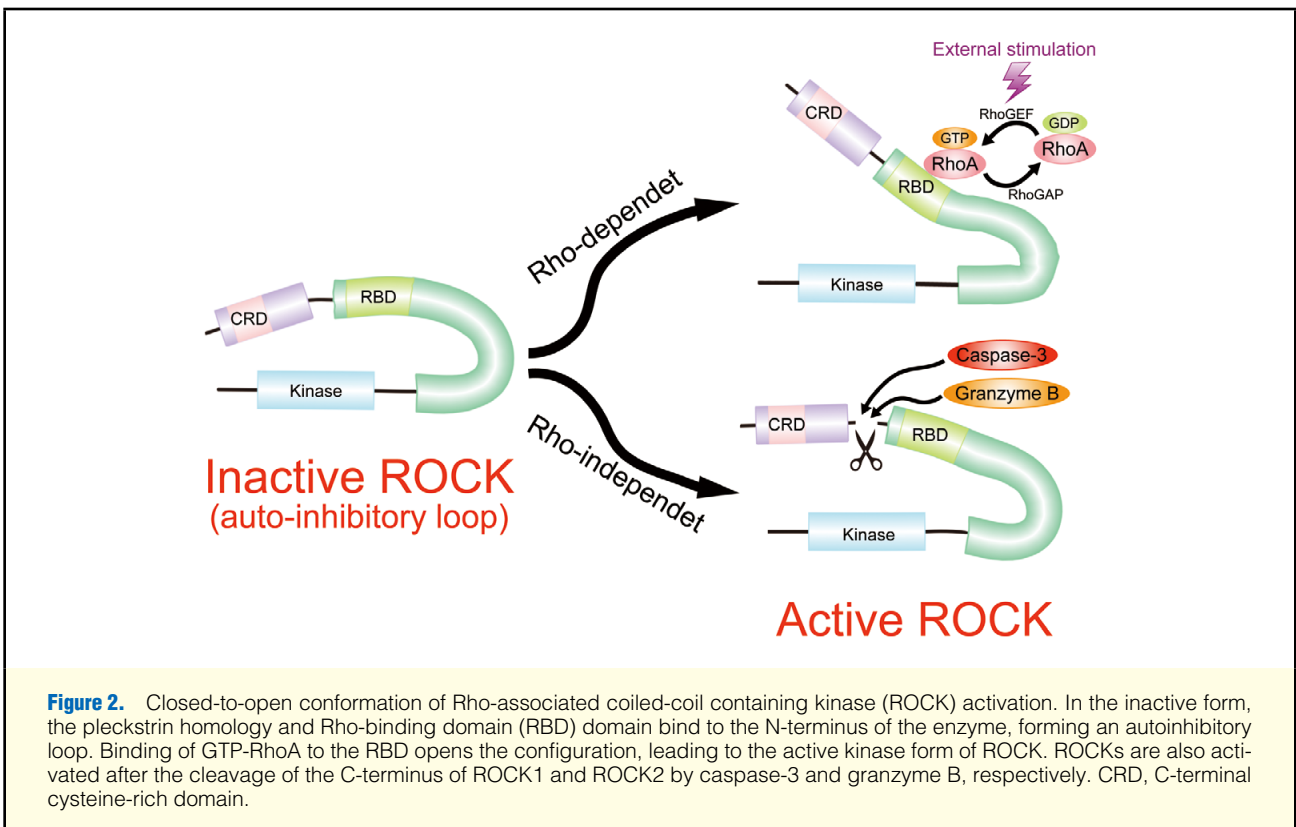 External stimulation
CRD
RhoGEF
GTP
GDP
RhoA
RhoA
RBD
RhoGAP
Rho-dependet
Kinase
CRD
RBD
Kinase
Inactive ROCK
(auto-inhibitory loop)
Rho-independet
Caspase-3
Granzyme B
CRD
RBD
Kinase
Active ROCK
Figure 2. Closed-to-open conformation of Rho-associated coiled-coil containing kinase (ROCK) activation. In the inactive form,
the pleckstrin homology and Rho-binding domain (RBD) domain bind to the N-terminus of the enzyme, forming an autoinhibitory
loop. Binding of GTP-RhoA to the RBD opens the configuration, leading to the active kinase form of ROCK. ROCKs are also acti-
vated after the cleavage of the C-terminus of ROCK1 and ROCK2 by caspase-3 and granzyme B, respectively. CRD, C-terminal
cysteine-rich domain.